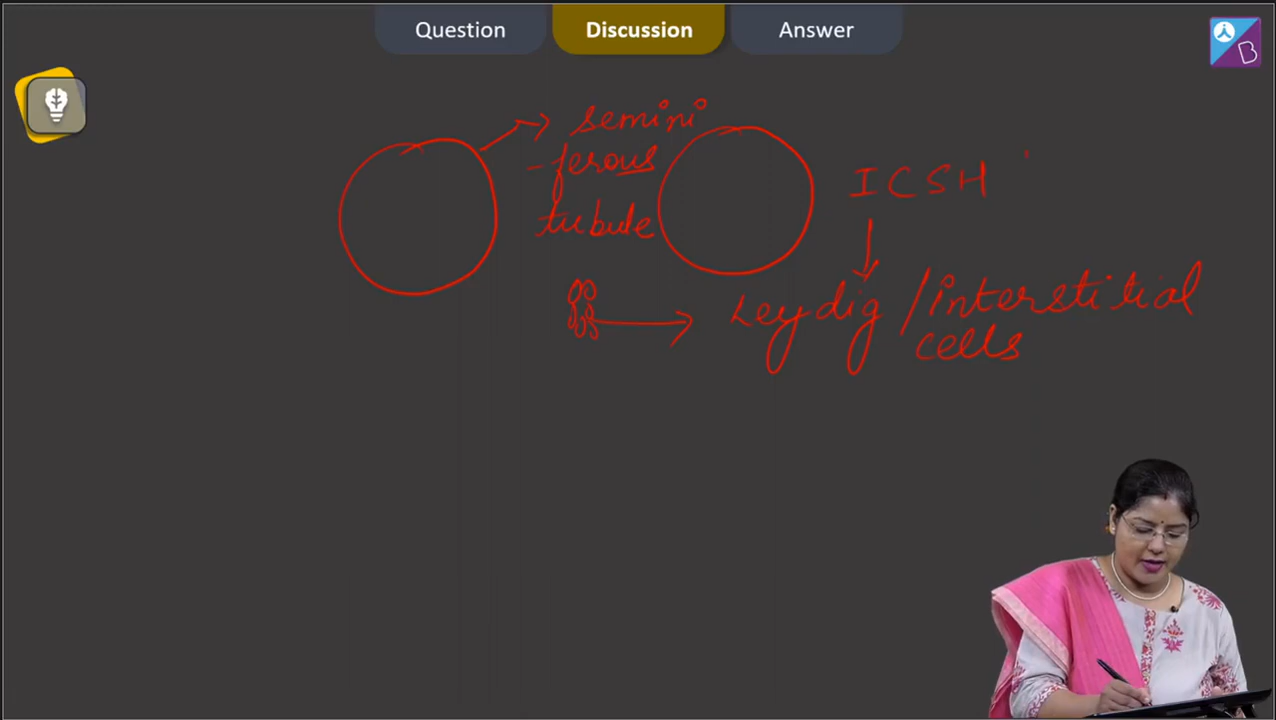 Question Discussion Answer
semini
-ferous
tubule
ICSH
Leydig / interstitial
cells
B